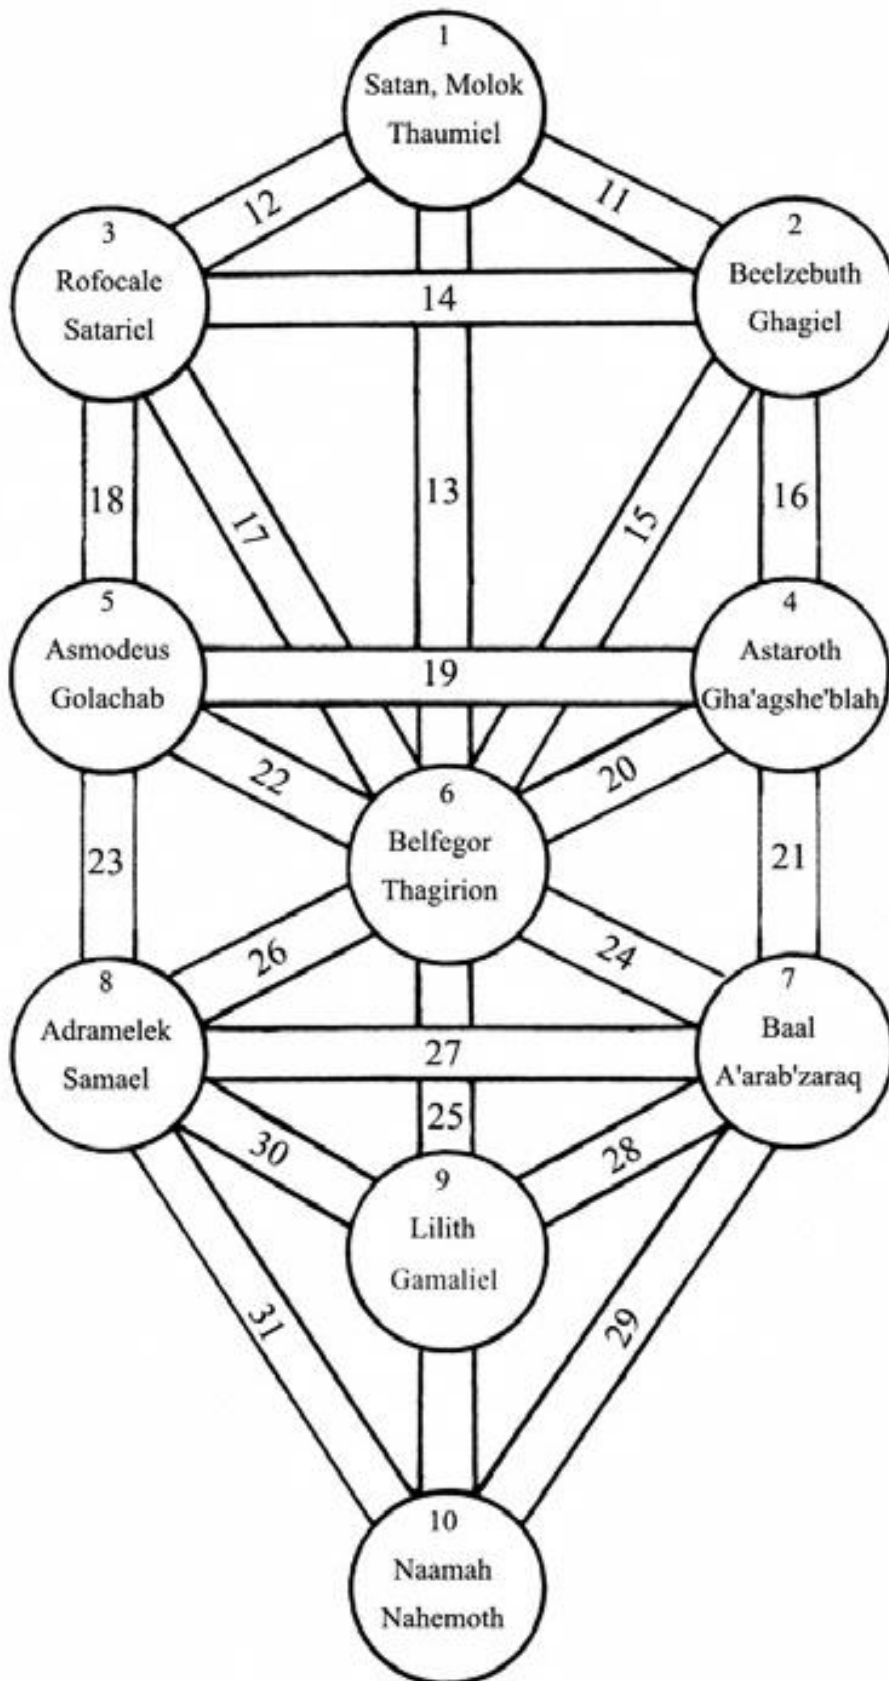 1
Satan, Molok
Thaumiel
12
11
3
Rofocale
Satariel
2
Beelzebuth
Ghagiel
14
18
17
13
15
16
5
Asmodeus
Golachab
4
Astaroth
Gha'agshe'blah
19
22
20
6
Belfegor
Thagirion
23
21
26
24
8
Adramelek
Samael
7
Baal
A'arab'zaraq
27
25
30
28
9
Lilith
Gamaliel
31
29
10
Naamah
Nahemoth